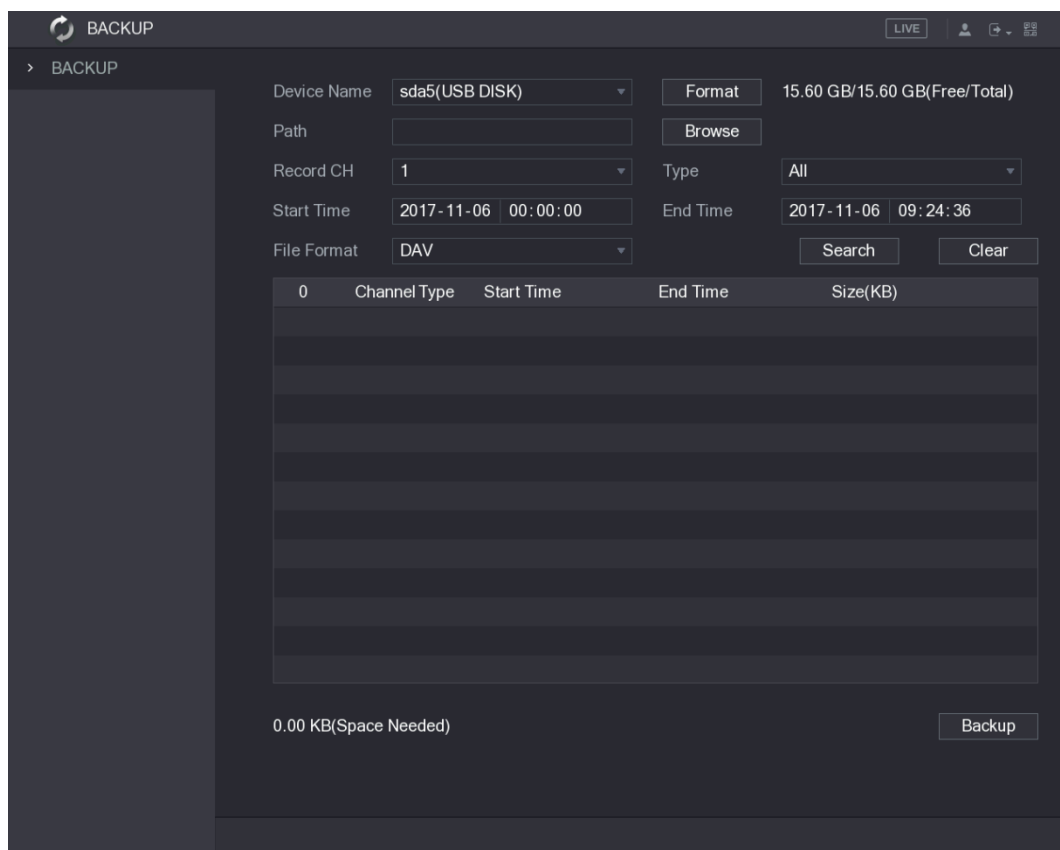 BACKUP LIVE
> BACKUP
Device Name sda5(USB DISK) Format 15.60 GB/15.60 GB(Free/Total)
Path Browse
Record CH 1 Type All
Start Time 2017-11-06 00:00:00 End Time 2017-11-06 09:24:36
File Format DAV Search Clear
0 Channel Type Start Time End Time Size(KB)
0.00 KB(Space Needed) Backup